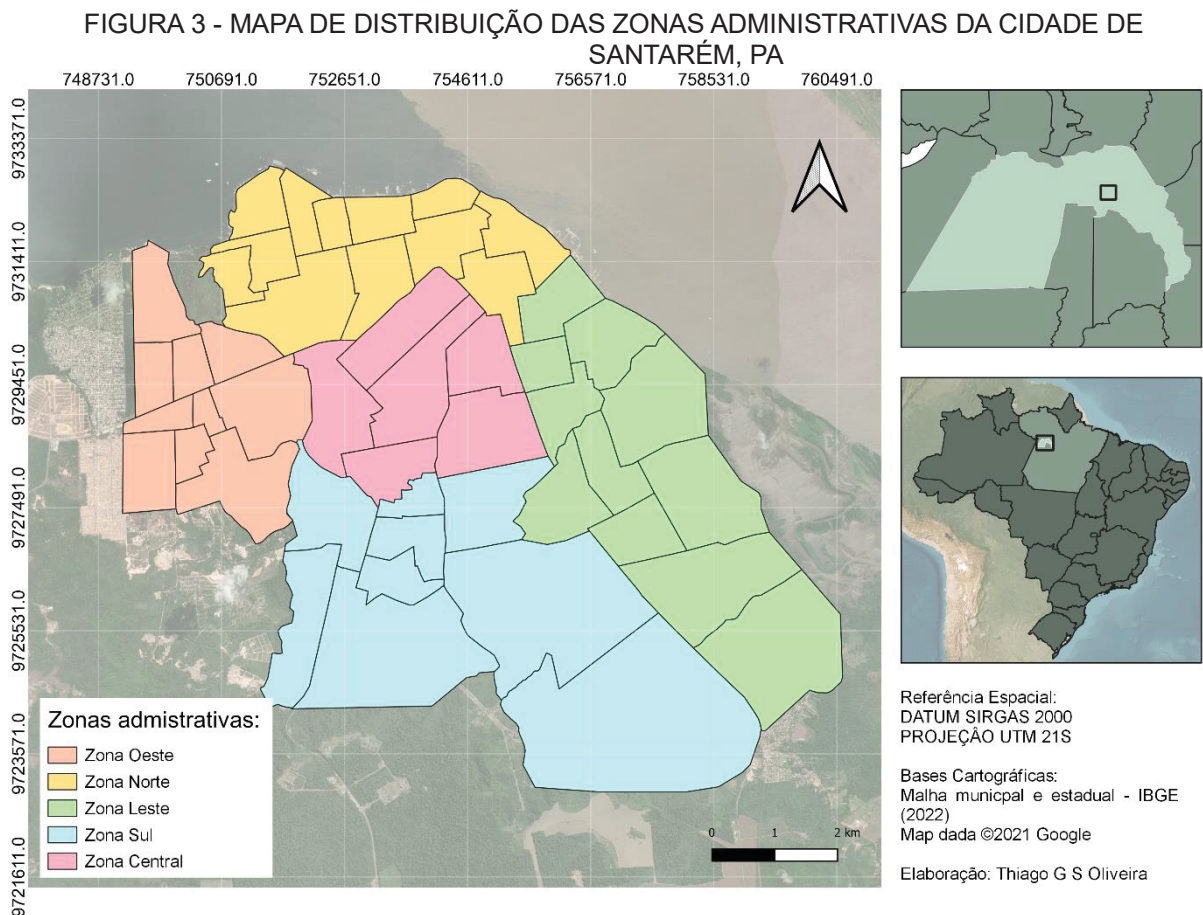 FIGURA 3 - MAPA DE DISTRIBUIÇÃO DAS ZONAS ADMINISTRATIVAS DA CIDADE DE
SANTARÉM, PA
748731.0 750691.0 752651.0 754611.0 756571.0 758531.0 760491.0
9733371.0
9731411.0
9729451.0
9727491.0
9725531.0
9723571.0
9721611.0
Zonas admistrativas:
Zona Oeste
Zona Norte
Zona Leste
Zona Sul
Zona Central
0 1 2 km
Referência Espacial:
DATUM SIRGAS 2000
PROJEÇÃO UTM 21S
Bases Cartográficas:
Malha municpal e estadual - IBGE
(2022)
Map dada ©2021 Google
Elaboração: Thiago G S Oliveira